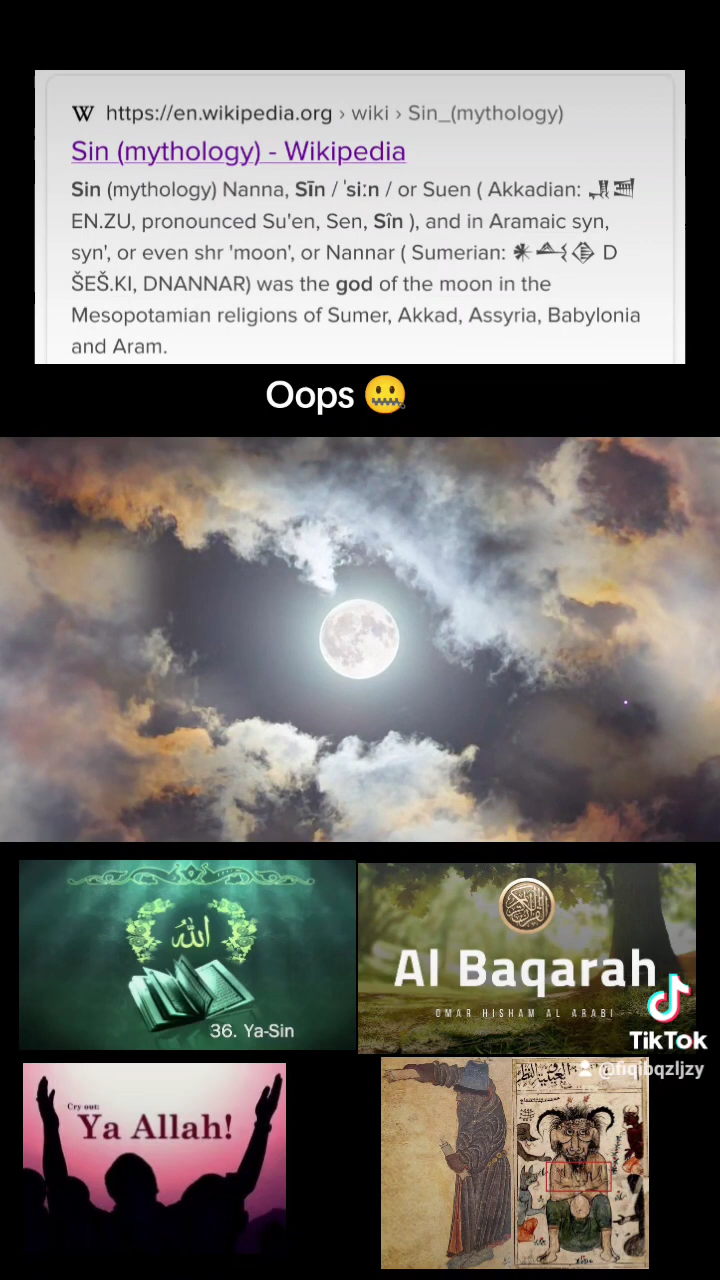 W https://en.wikipedia.org › wiki › Sin_(mythology)
Sin (mythology) - Wikipedia
Sin (mythology) Nanna, Sīn / ˈsiːn / or Suen ( Akkadian:
EN.ZU, pronounced Su'en, Sen, Sîn ), and in Aramaic syn,
syn', or even shr 'moon', or Nannar ( Sumerian: D
ŠEŠ.KI, DNANNAR) was the god of the moon in the
Mesopotamian religions of Sumer, Akkad, Assyria, Babylonia
and Aram.
Oops 🤐
الله
36. Ya-Sin
Al Baqarah
OMAR HISHAM AL ARABI
TikTok
@fiqibqzljzy
Cry out:
Ya Allah!